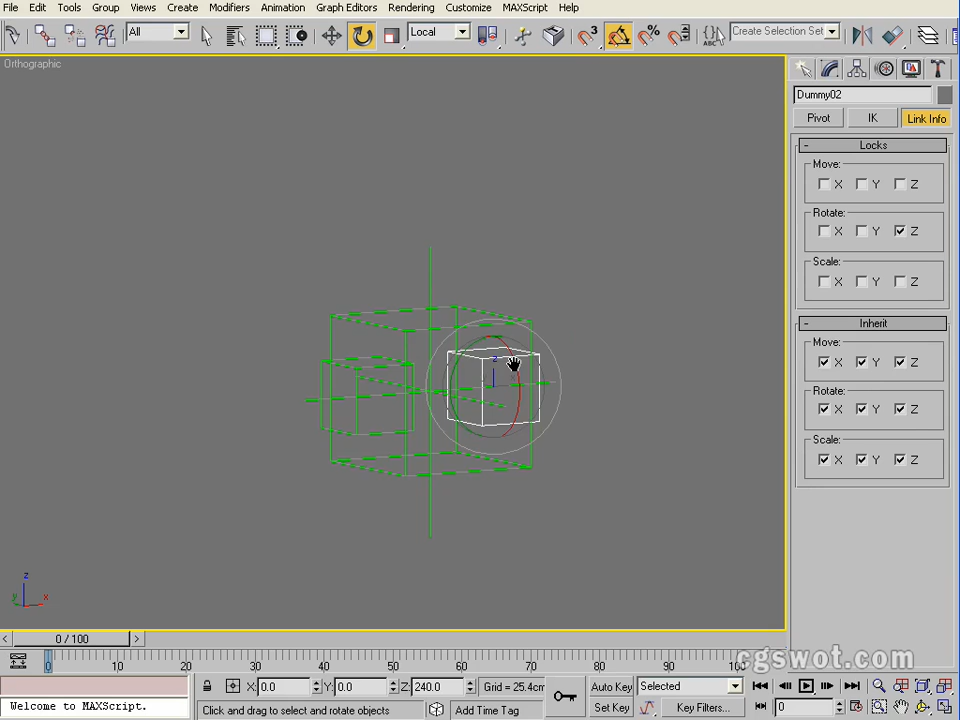 File Edit Tools Group Views Create Modifiers Animation Graph Editors Rendering Customize MAXScript Help
All Local 3 % ABC Create Selection Set
Orthographic
Dummy02
Pivot IK Link Info
- Locks
Move:
X Y Z
Rotate:
X Y Z
Scale:
X Y Z
- Inherit
Move:
X Y Z
Rotate:
X Y Z
Scale:
X Y Z
z
z
y x
< 0 / 100 >
0 10 20 30 40 50 60 70 80 90 100
cgswot.com
X: 0.0 Y: 0.0 Z: 240.0 Grid = 25.4cm Auto Key Selected
Welcome to MAXScript. Click and drag to select and rotate objects Add Time Tag Set Key Key Filters... 0